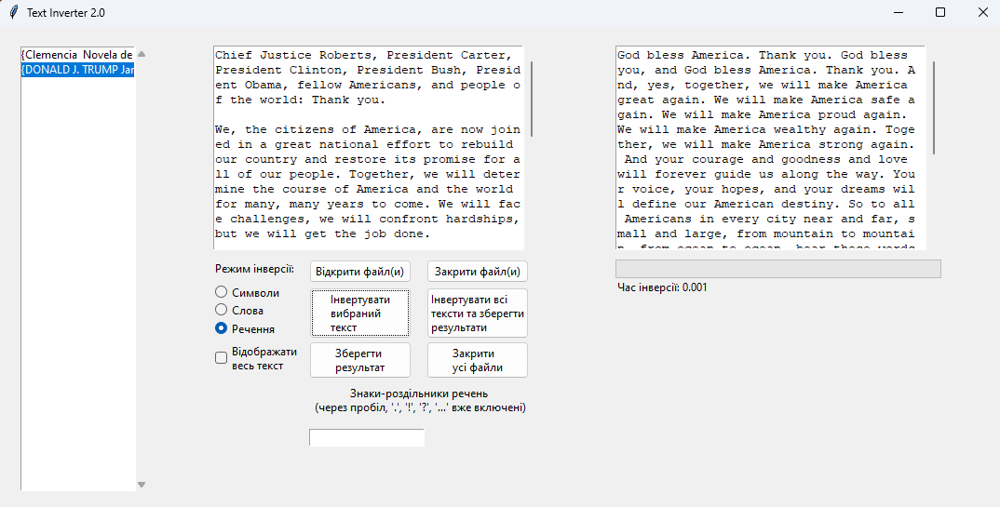 Text Inverter 2.0
{Clemencia  Novela de
{DONALD J. TRUMP Jar
Chief Justice Roberts, President Carter,
President Clinton, President Bush, Presid
ent Obama, fellow Americans, and people o
f the world: Thank you.
We, the citizens of America, are now join
ed in a great national effort to rebuild
our country and restore its promise for a
ll of our people. Together, we will deter
mine the course of America and the world
for many, many years to come. We will fac
e challenges, we will confront hardships,
but we will get the job done.
God bless America. Thank you. God bless
you, and God bless America. Thank you. A
nd, yes, together, we will make America
great again. We will make America safe a
gain. We will make America proud again.
We will make America wealthy again. Toge
ther, we will make America strong again.
And your courage and goodness and love
will forever guide us along the way. You
r voice, your hopes, and your dreams wil
l define our American destiny. So to all
Americans in every city near and far, s
mall and large, from mountain to mountai
n, from ocean to ocean, hear these words
Режим інверсії:
Символи
Слова
Речення
Відображати
весь текст
Відкрити файл(и)
Закрити файл(и)
Інвертувати
вибраний
текст
Інвертувати всі
тексти та зберегти
результати
Зберегти
результат
Закрити
усі файли
Знаки-роздільники речень
(через пробіл, '.', '!', '?', '...' вже включені)
Час інверсії: 0.001